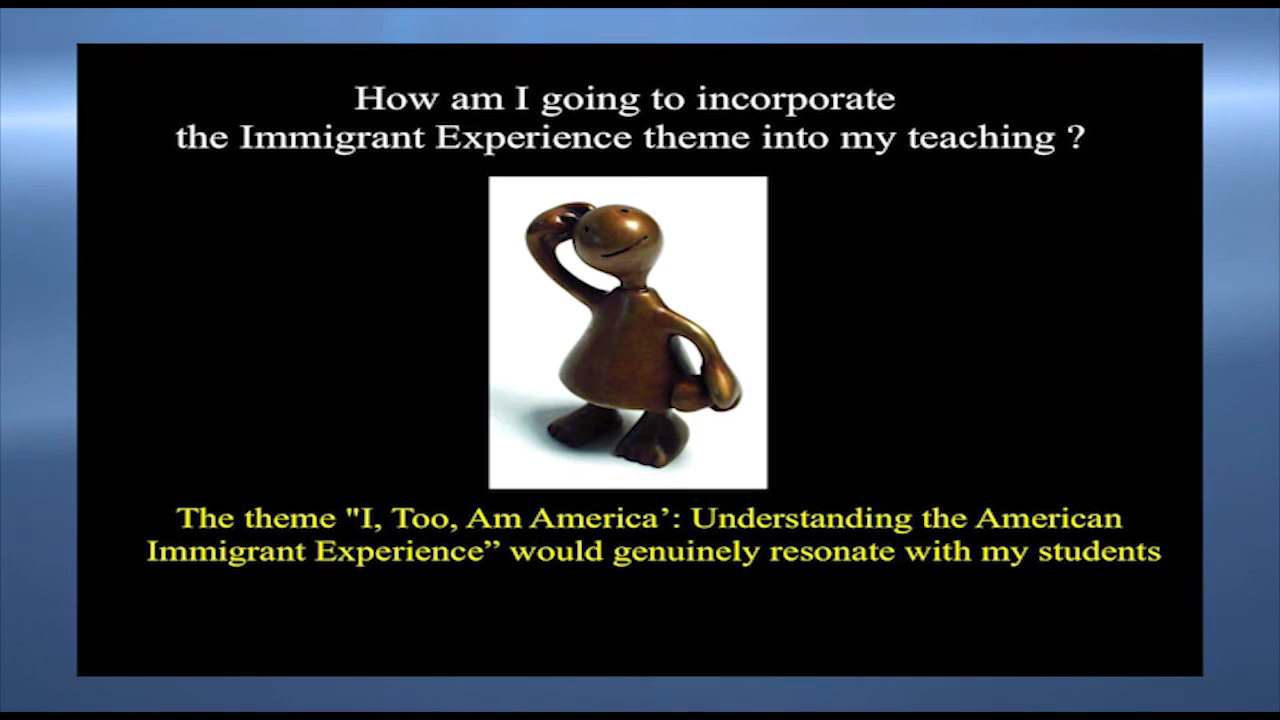 How am I going to incorporate
the Immigrant Experience theme into my teaching ?
The theme "I, Too, Am America’: Understanding the American
Immigrant Experience” would genuinely resonate with my students